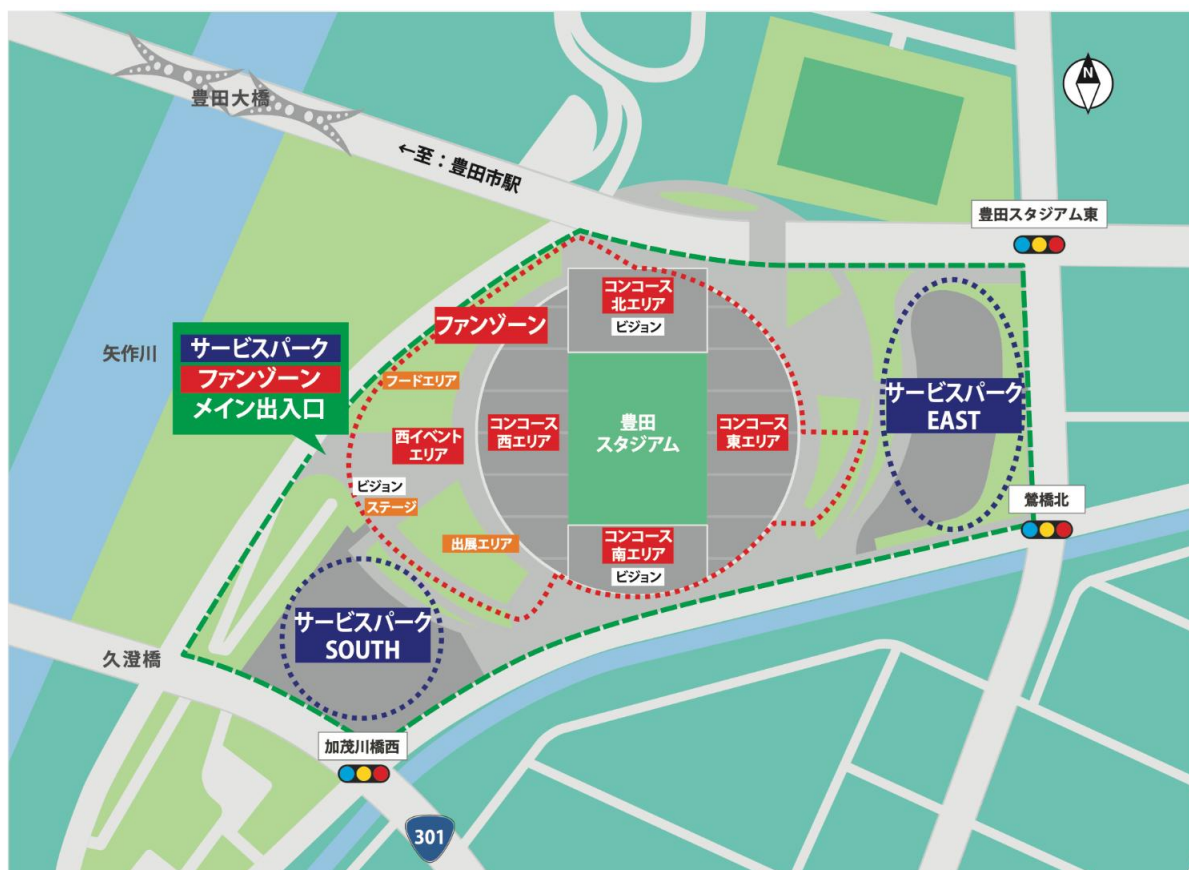 豊田大橋
←至：豊田市駅
N
豊田スタジアム東
コンコース
北エリア
ビジョン
ファンゾーン
矢作川
サービスパーク
ファンゾーン
メイン出入口
フードエリア
サービスパーク
EAST
西イベント
エリア
コンコース
西エリア
豊田
スタジアム
コンコース
東エリア
ビジョン
ステージ
鶯橋北
出展エリア
コンコース
南エリア
ビジョン
サービスパーク
SOUTH
久澄橋
加茂川橋西
301